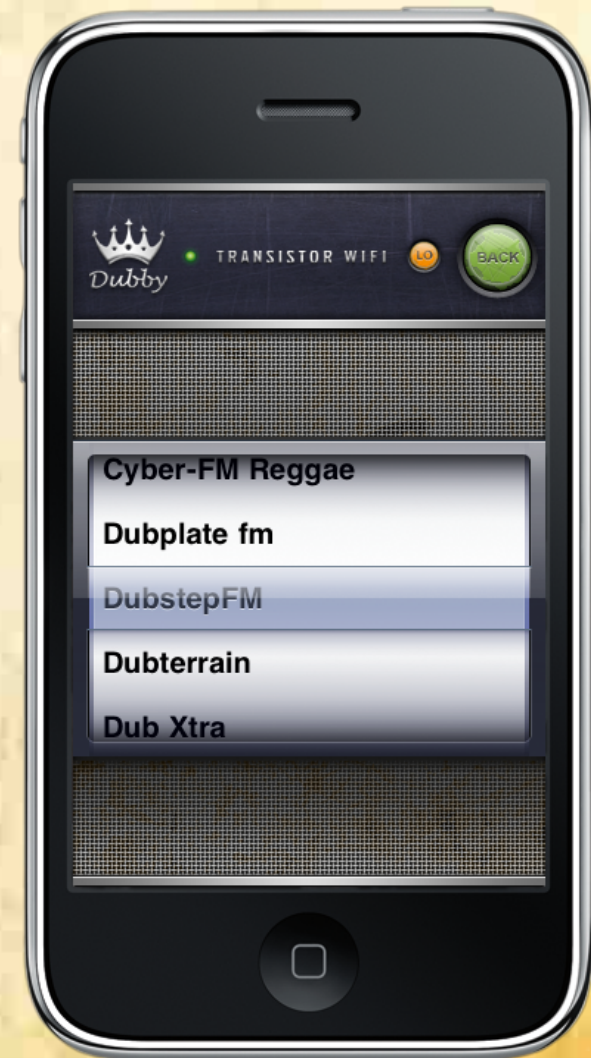 Dubby
TRANSISTOR WIFI
LO
BACK
Cyber-FM Reggae
Dubplate fm
DubstepFM
Dubterrain
Dub Xtra